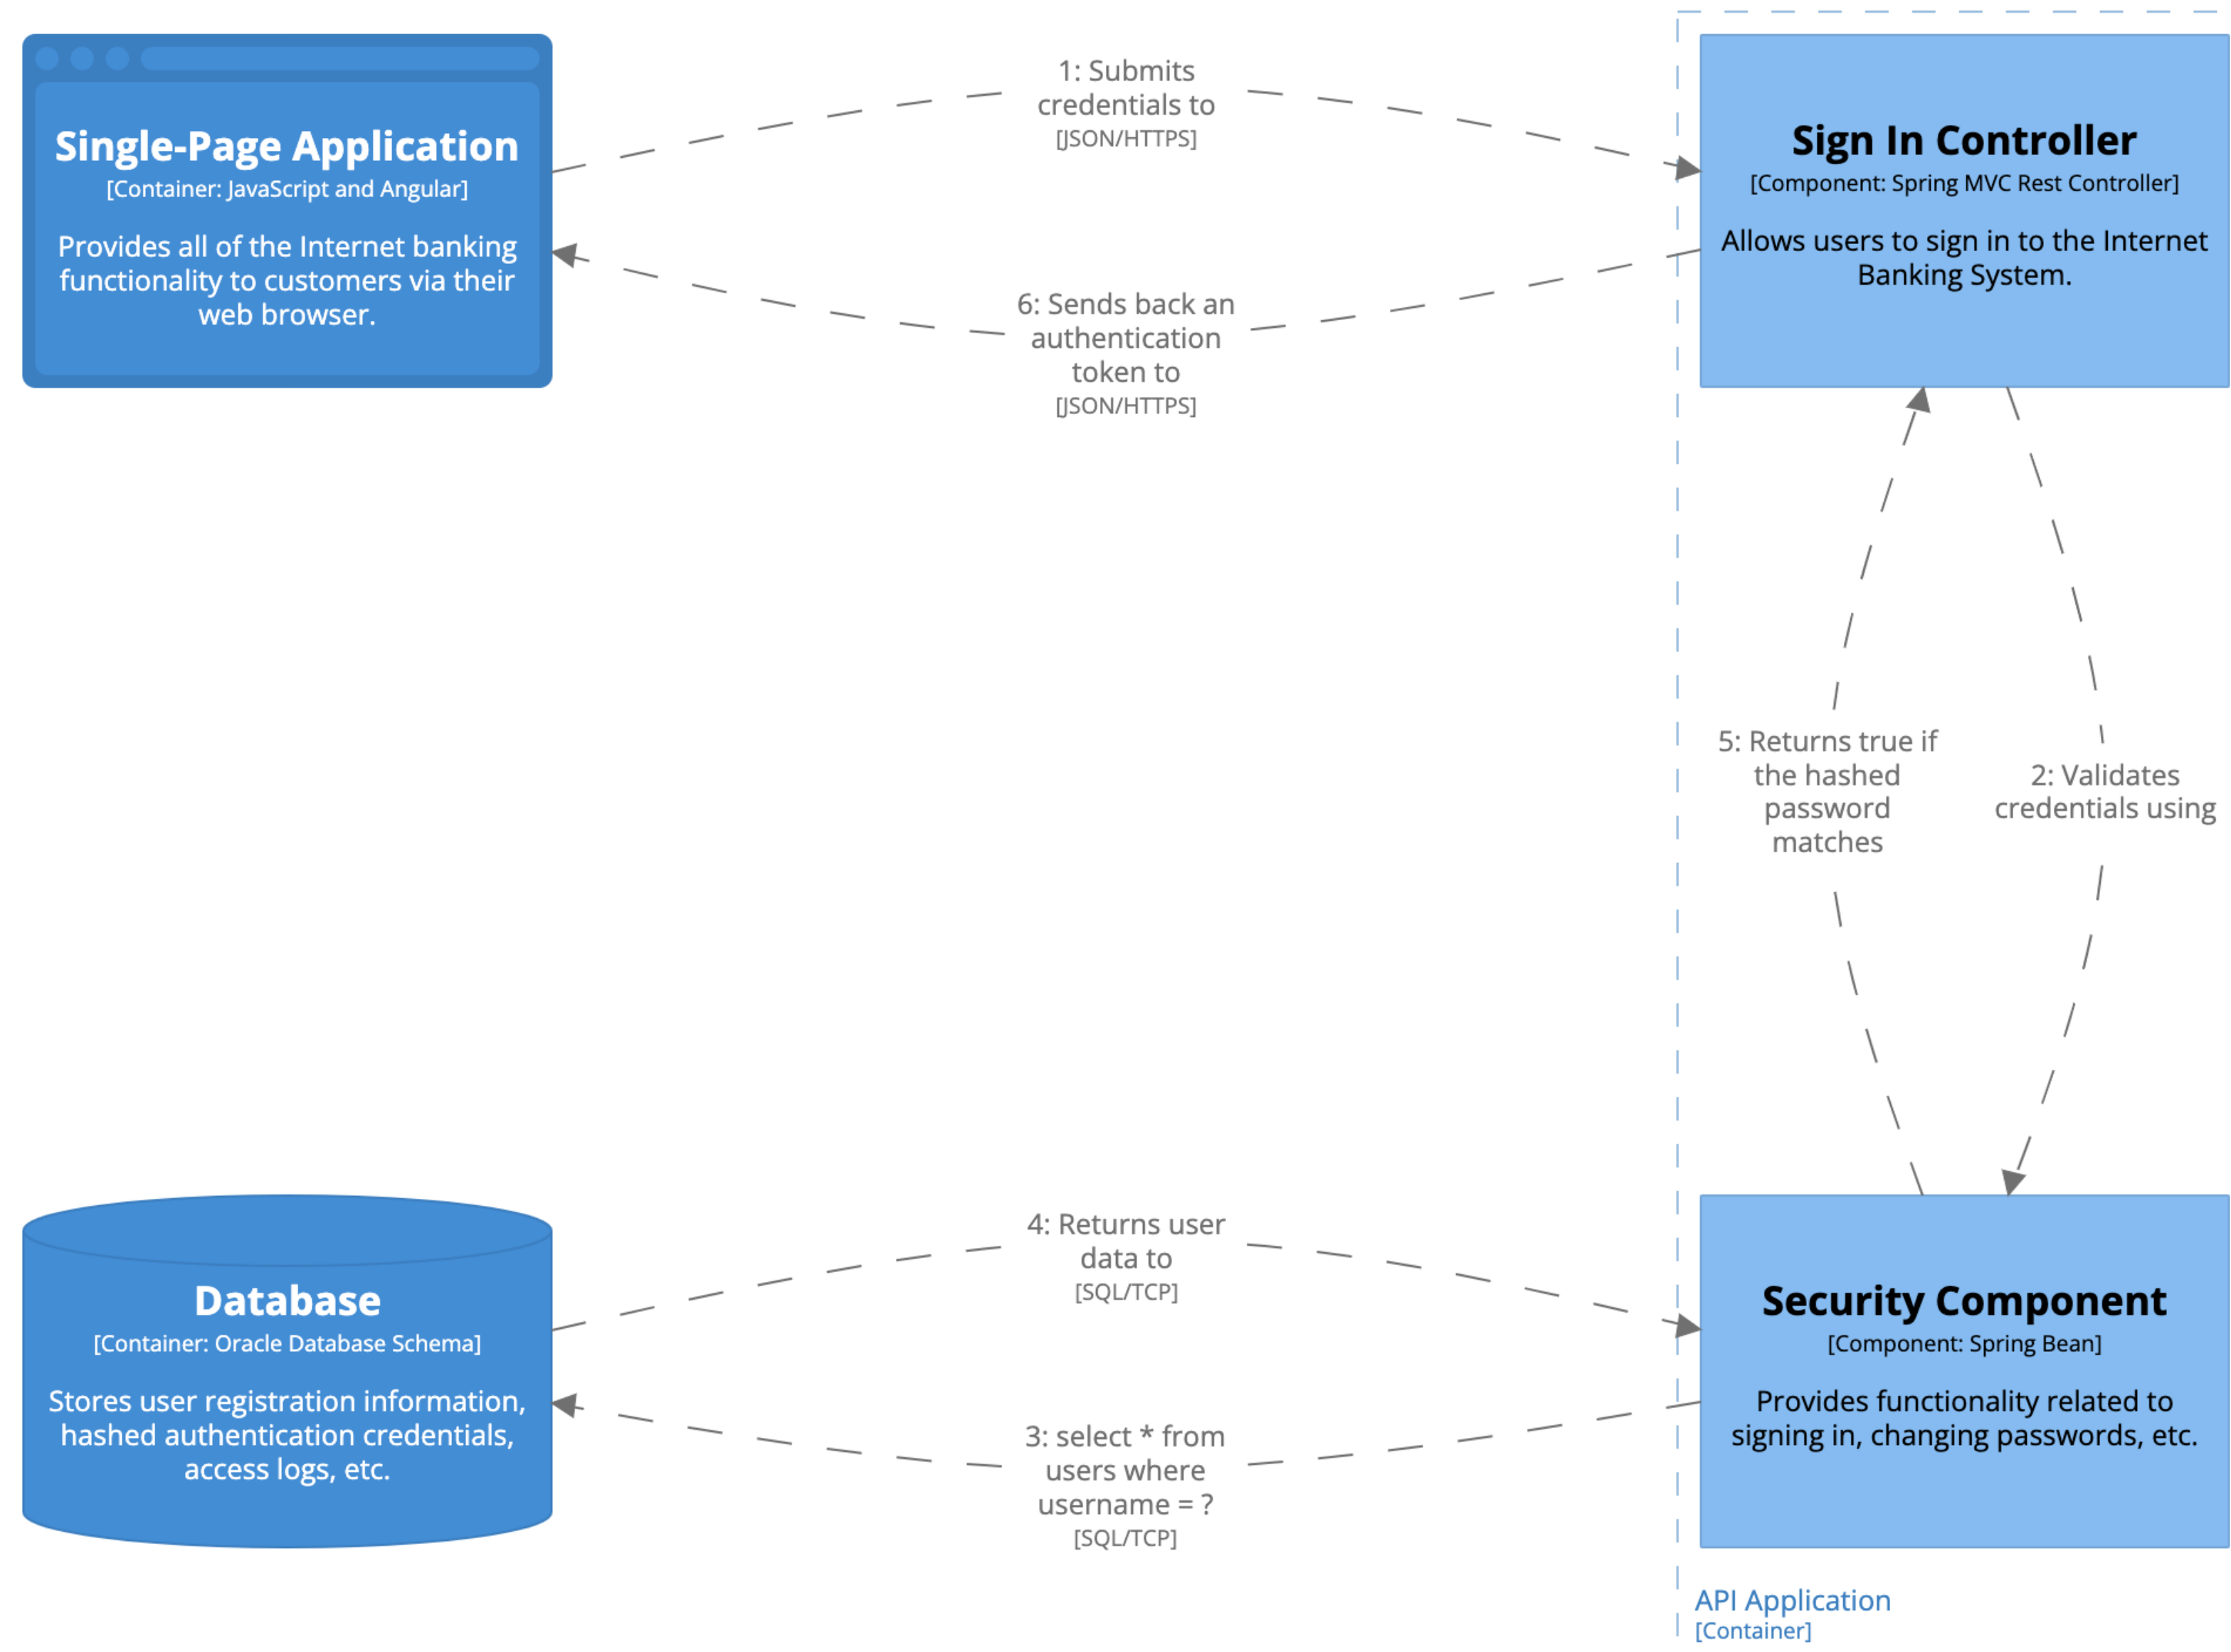 Single-Page Application
[Container: JavaScript and Angular]
Provides all of the Internet banking
functionality to customers via their
web browser.
1: Submits
credentials to
[JSON/HTTPS]
6: Sends back an
authentication
token to
[JSON/HTTPS]
Sign In Controller
[Component: Spring MVC Rest Controller]
Allows users to sign in to the Internet
Banking System.
5: Returns true if
the hashed
password
matches
2: Validates
credentials using
Database
[Container: Oracle Database Schema]
Stores user registration information,
hashed authentication credentials,
access logs, etc.
4: Returns user
data to
[SQL/TCP]
3: select * from
users where
username = ?
[SQL/TCP]
Security Component
[Component: Spring Bean]
Provides functionality related to
signing in, changing passwords, etc.
API Application
[Container]